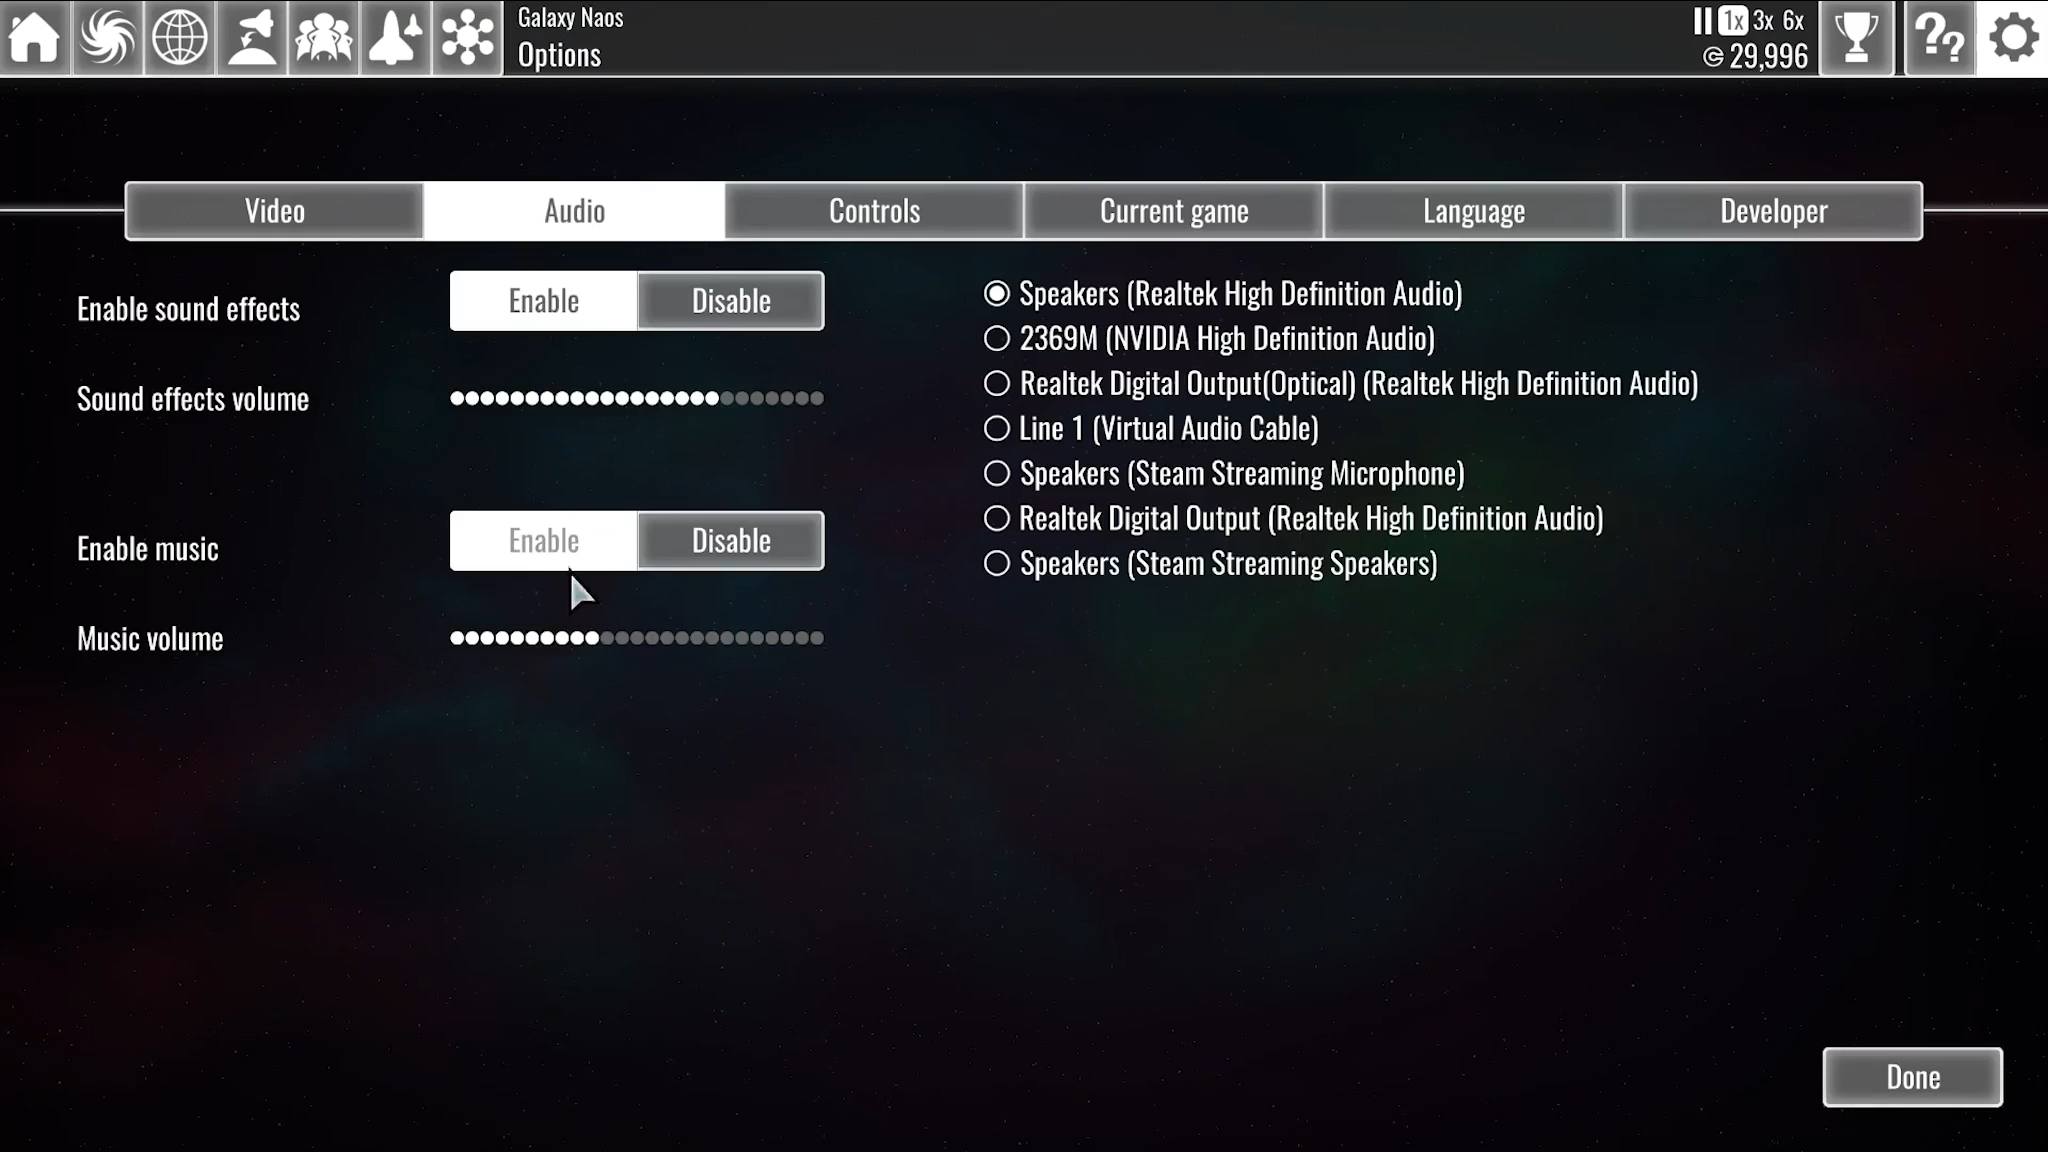 Galaxy Naos
Options
1x 3x 6x
29,996
Video
Audio
Controls
Current game
Language
Developer
Enable sound effects
Enable
Disable
Sound effects volume
Enable music
Enable
Disable
Music volume
Speakers (Realtek High Definition Audio)
2369M (NVIDIA High Definition Audio)
Realtek Digital Output(Optical) (Realtek High Definition Audio)
Line 1 (Virtual Audio Cable)
Speakers (Steam Streaming Microphone)
Realtek Digital Output (Realtek High Definition Audio)
Speakers (Steam Streaming Speakers)
Done